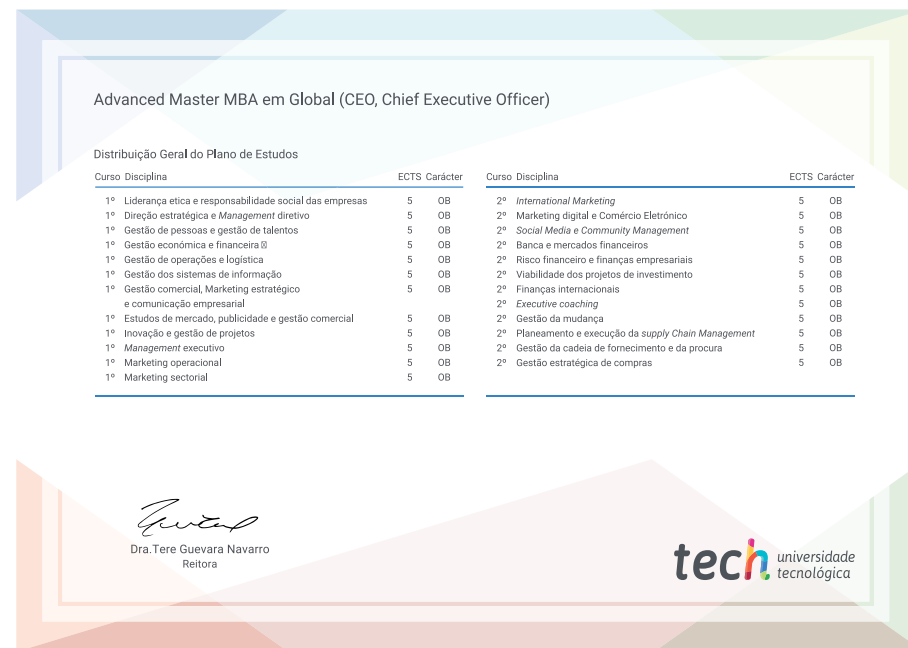 Advanced Master MBA em Global (CEO, Chief Executive Officer)
Distribuição Geral do Plano de Estudos
Curso Disciplina ECTS Carácter
1º Liderança etica e responsabilidade social das empresas 5 OB
1º Direção estratégica e Management diretivo 5 OB
1º Gestão de pessoas e gestão de talentos 5 OB
1º Gestão económica e financeira 5 OB
1º Gestão de operações e logística 5 OB
1º Gestão dos sistemas de informação 5 OB
1º Gestão comercial, Marketing estratégico 5 OB
e comunicação empresarial
1º Estudos de mercado, publicidade e gestão comercial 5 OB
1º Inovação e gestão de projetos 5 OB
1º Management executivo 5 OB
1º Marketing operacional 5 OB
1º Marketing sectorial 5 OB
Curso Disciplina ECTS Carácter
2º International Marketing 5 OB
2º Marketing digital e Comércio Eletrónico 5 OB
2º Social Media e Community Management 5 OB
2º Banca e mercados financeiros 5 OB
2º Risco financeiro e finanças empresariais 5 OB
2º Viabilidade dos projetos de investimento 5 OB
2º Finanças internacionais 5 OB
2º Executive coaching 5 OB
2º Gestão da mudança 5 OB
2º Planeamento e execução da supply Chain Management 5 OB
2º Gestão da cadeia de fornecimento e da procura 5 OB
2º Gestão estratégica de compras 5 OB
Dra.Tere Guevara Navarro
Reitora
tech universidade
tecnológica